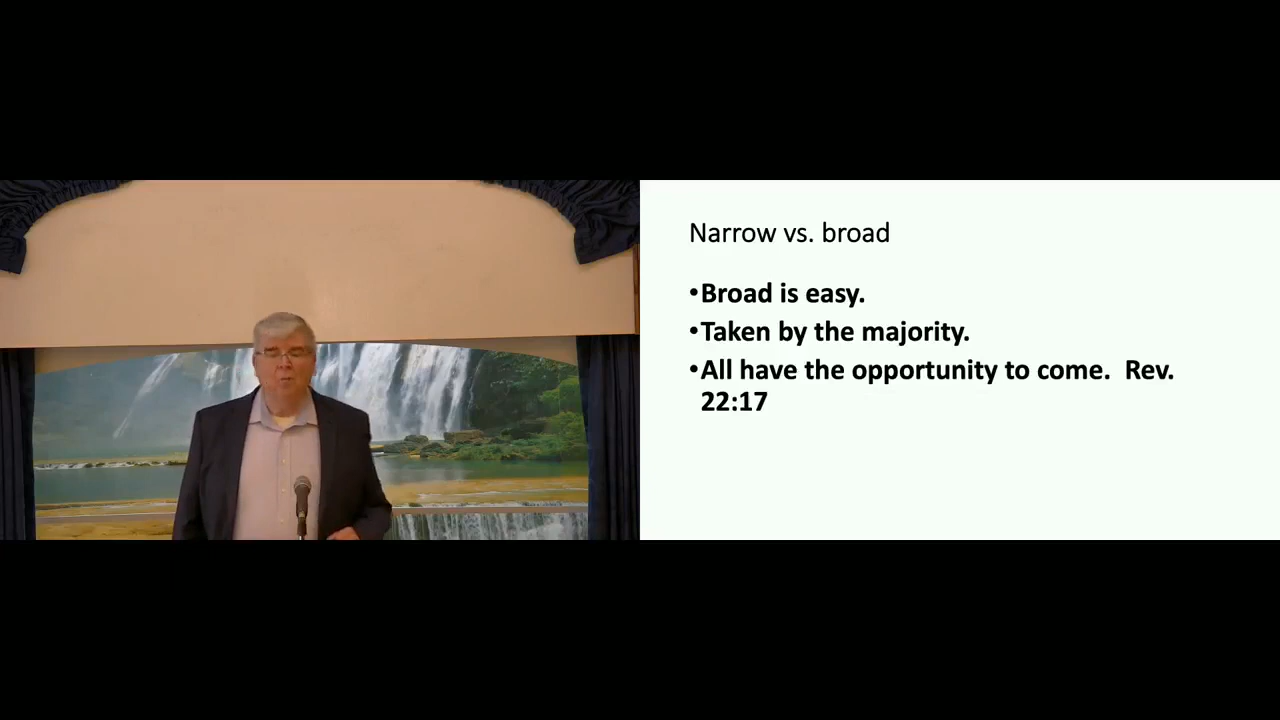 Narrow vs. broad
•Broad is easy.
•Taken by the majority.
•All have the opportunity to come.  Rev.
22:17